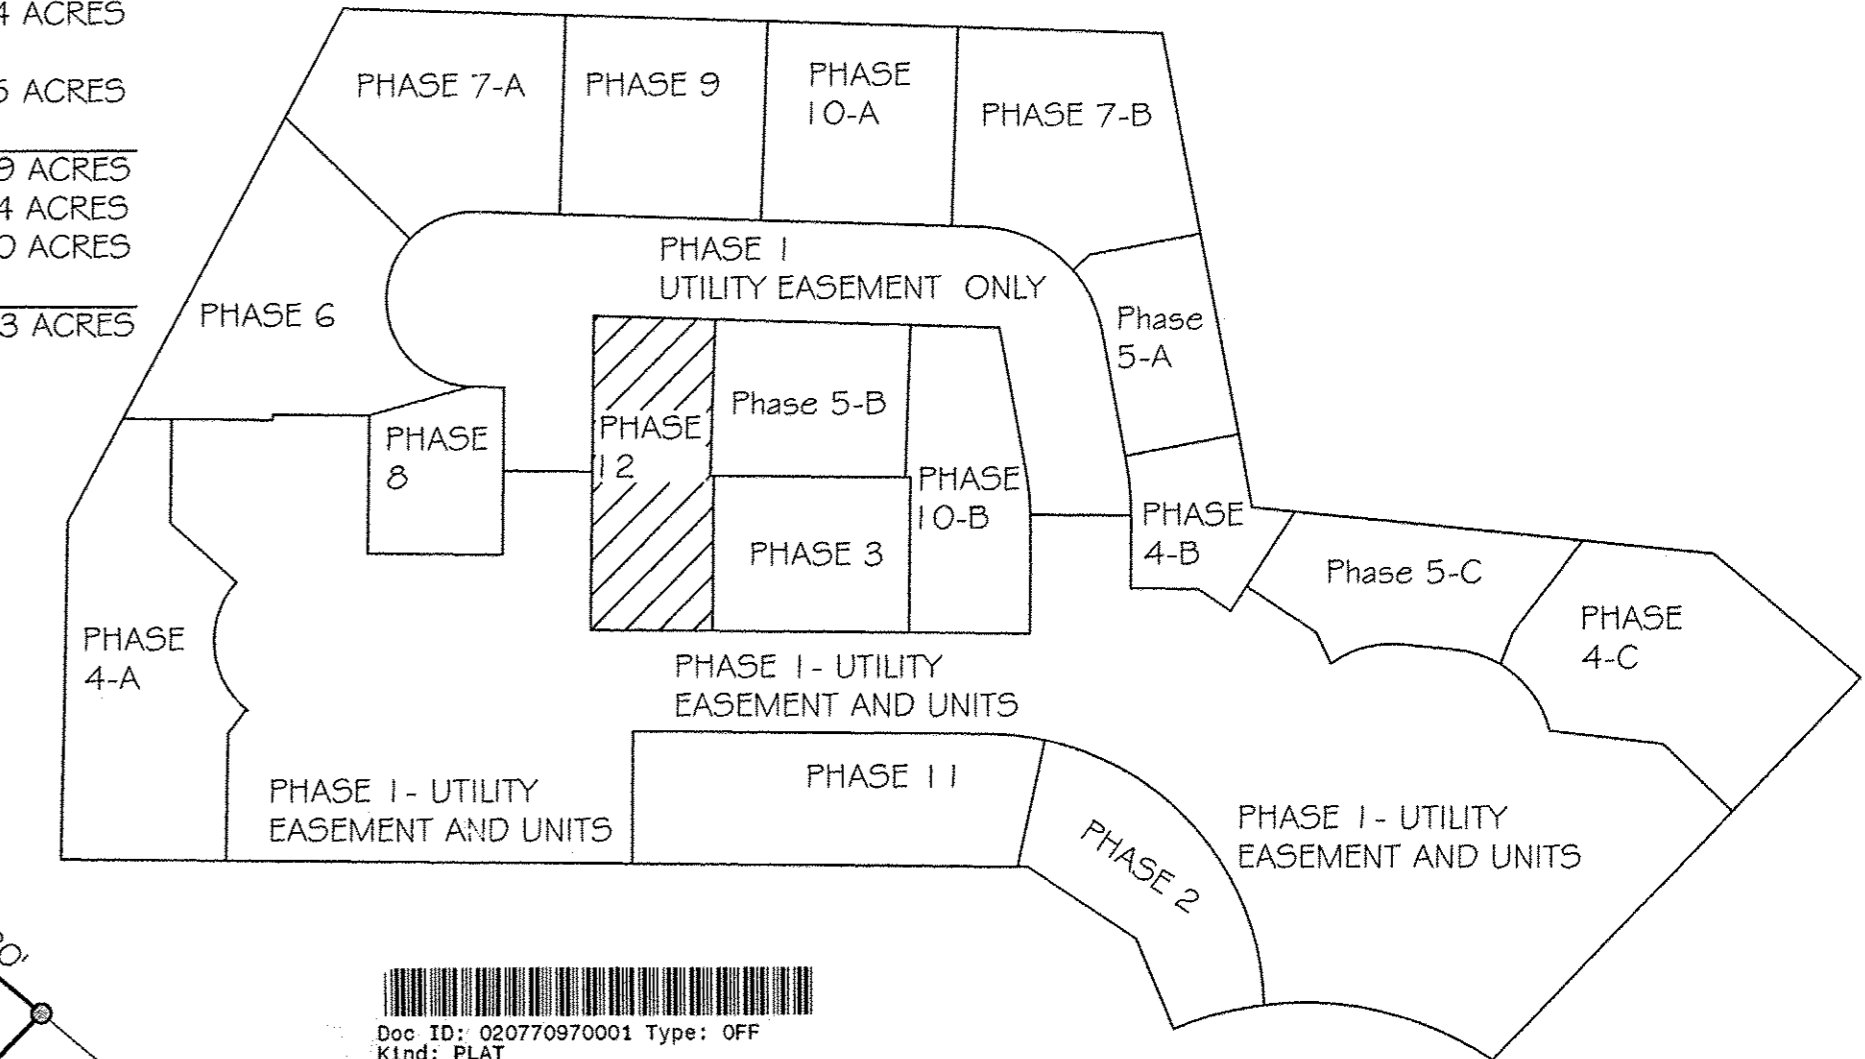 4 ACRES
5 ACRES
9 ACRES
4 ACRES
0 ACRES
3 ACRES
PHASE 7-A
PHASE 9
PHASE
10-A
PHASE 7-B
PHASE 1
UTILITY EASEMENT ONLY
PHASE 6
Phase
5-A
PHASE
8
PHASE
12
Phase 5-B
PHASE
10-B
PHASE 3
PHASE
4-B
Phase 5-C
PHASE
4-C
PHASE
4-A
PHASE 1- UTILITY
EASEMENT AND UNITS
PHASE 1- UTILITY
EASEMENT AND UNITS
PHASE 11
PHASE 2
PHASE 1- UTILITY
EASEMENT AND UNITS
Doc ID: 020770970001 Type: OFF
Kind: PLAT